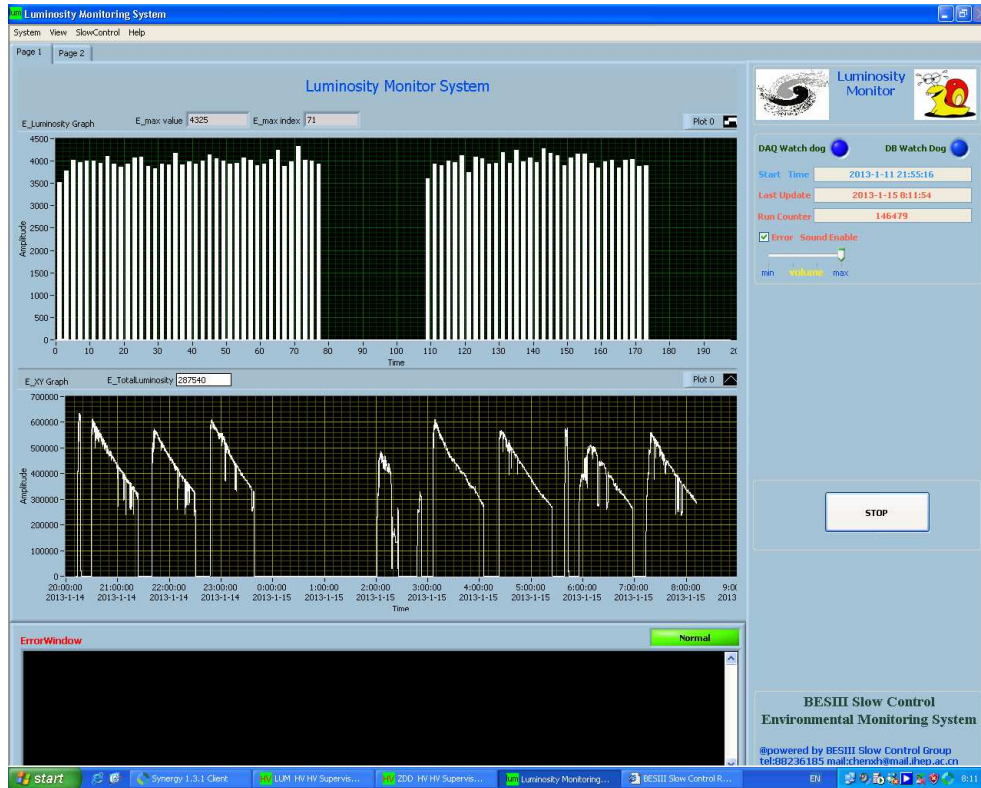 lum Luminosity Monitoring System
System View SlowControl Help
Page 1 Page 2
Luminosity Monitor System
E_Luminosity Graph E_max value 4325 E_max index 71 Plot 0
4500
4000
3500
3000
2500
2000
1500
1000
500
0
Amplitude
0 10 20 30 40 50 60 70 80 90 100 110 120 130 140 150 160 170 180 190 20
Time
E_XY Graph E_TotalLuminosity 287540 Plot 0
700000
600000
500000
400000
300000
200000
100000
0
Amplitude
20:00:00 21:00:00 22:00:00 23:00:00 0:00:00 1:00:00 2:00:00 3:00:00 4:00:00 5:00:00 6:00:00 7:00:00 8:00:00 9:00
2013-1-14 2013-1-14 2013-1-14 2013-1-14 2013-1-15 2013-1-15 2013-1-15 2013-1-15 2013-1-15 2013-1-15 2013-1-15 2013-1-15 2013-1-15 2013
Time
ErrorWindow Normal
Luminosity
Monitor
DAQ Watch dog DB Watch Dog
Start Time 2013-1-11 21:55:16
Last Update 2013-1-15 8:11:54
Run Counter 146479
Error Sound Enable
min volume max
STOP
BESIII Slow Control
Environmental Monitoring System
@powered by BESIII Slow Control Group
tel:88236185 mail:chenxh@mail.ihep.ac.cn
start Synergy 1.3.1 Client HV LUM HV HV Supervis... HV ZDD HV HV Supervis... lum Luminosity Monitoring... BESIII Slow Control R... EN 8:11